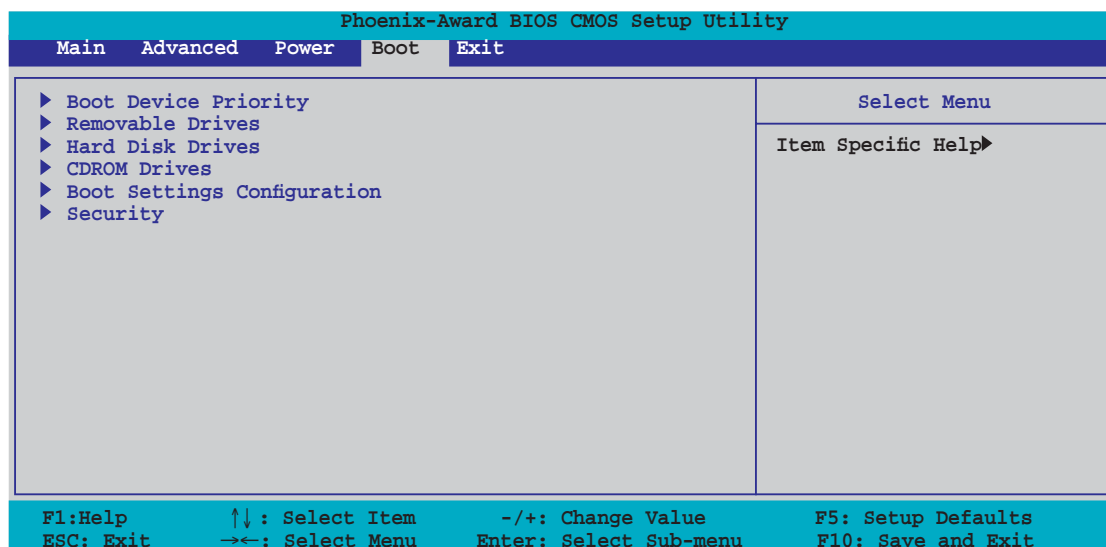 Phoenix-Award BIOS CMOS Setup Utility
Main Advanced Power Boot Exit
▶ Boot Device Priority
▶ Removable Drives
▶ Hard Disk Drives
▶ CDROM Drives
▶ Boot Settings Configuration
▶ Security
Select Menu
Item Specific Help▶
F1:Help ↑↓: Select Item -/+: Change Value F5: Setup Defaults
ESC: Exit →←: Select Menu Enter: Select Sub-menu F10: Save and Exit